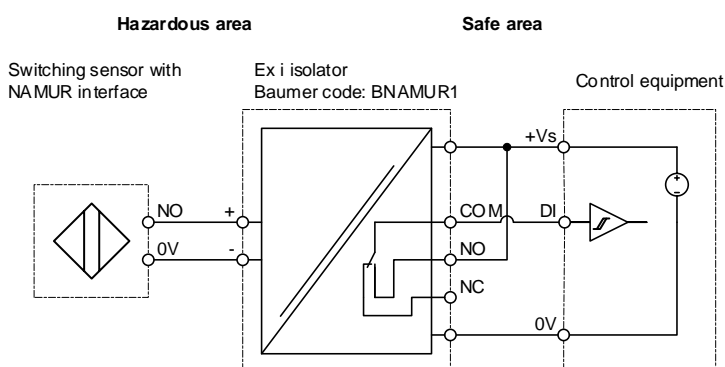 Hazardous area
Safe area
Switching sensor with
NAMUR interface
Ex i isolator
Baumer code: BNAMUR1
Control equipment
+Vs
NO
+
COM
DI
0V
-
NO
NC
0V
+
-